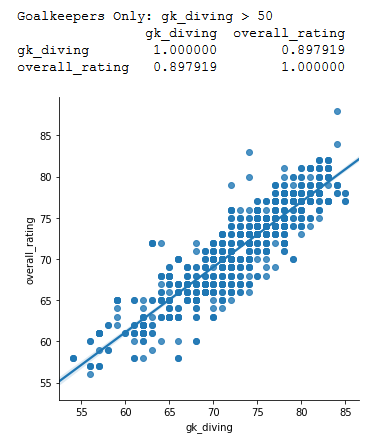 Goalkeepers Only: gk_diving > 50
gk_diving overall_rating
gk_diving 1.000000 0.897919
overall_rating 0.897919 1.000000
85
80
75
70
65
60
55
overall_rating
55 60 65 70 75 80 85
gk_diving